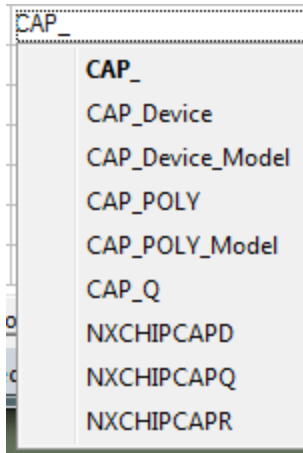 CAP_
CAP_
CAP_Device
CAP_Device_Model
CAP_POLY
CAP_POLY_Model
CAP_Q
NXCHIPCAPD
NXCHIPCAPQ
NXCHIPCAPR